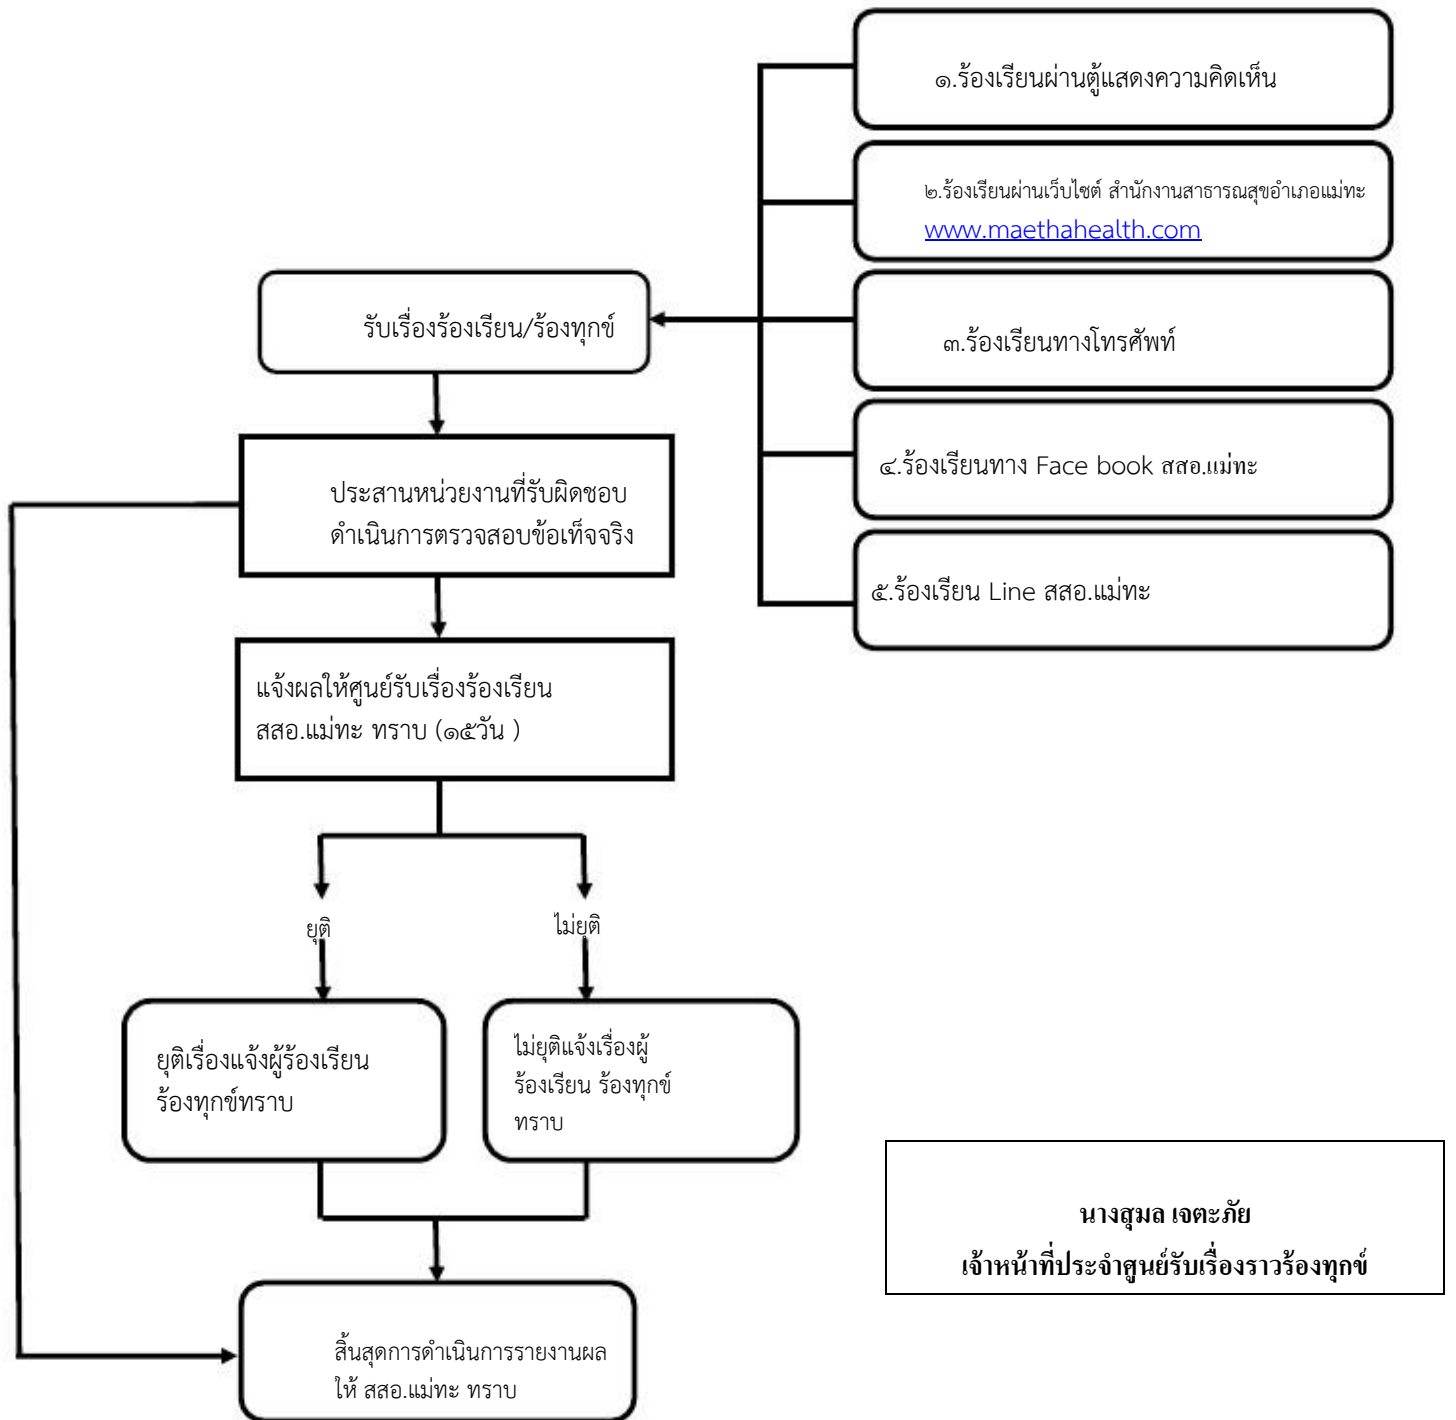 ๑.ร้องเรียนผ่านตู้แสดงความคิดเห็น
๒.ร้องเรียนผ่านเว็บไซต์ สำนักงานสาธารณสุขอำเภอแม่ทะ
www.maethahealth.com
รับเรื่องร้องเรียน/ร้องทุกข์
๓.ร้องเรียนทางโทรศัพท์
๔.ร้องเรียนทาง Face book สสอ.แม่ทะ
ประสานหน่วยงานที่รับผิดชอบ
ดำเนินการตรวจสอบข้อเท็จจริง
๕.ร้องเรียน Line สสอ.แม่ทะ
แจ้งผลให้ศูนย์รับเรื่องร้องเรียน
สสอ.แม่ทะ ทราบ (๑๕วัน )
ยุติ
ไม่ยุติ
ยุติเรื่องแจ้งผู้ร้องเรียน
ร้องทุกข์ทราบ
ไม่ยุติแจ้งเรื่องผู้
ร้องเรียน ร้องทุกข์
ทราบ
นางสุมล เจตะภัย
เจ้าหน้าที่ประจำศูนย์รับเรื่องราวร้องทุกข์
สิ้นสุดการดำเนินการรายงานผล
ให้ สสอ.แม่ทะ ทราบ